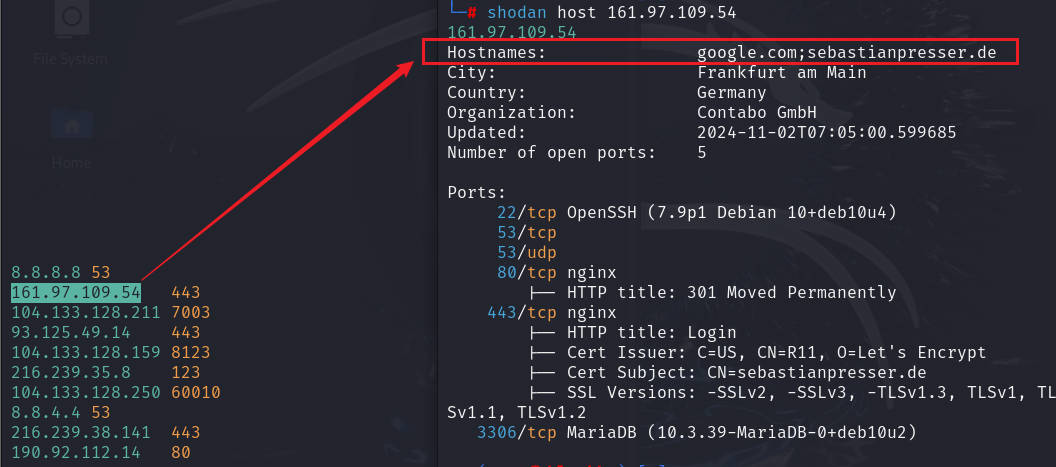 └─# shodan host 161.97.109.54
161.97.109.54
Hostnames: google.com;sebastianpresser.de
City: Frankfurt am Main
Country: Germany
Organization: Contabo GmbH
Updated: 2024-11-02T07:05:00.599685
Number of open ports: 5
Ports:
22/tcp OpenSSH (7.9p1 Debian 10+deb10u4)
53/tcp
53/udp
80/tcp nginx
|-- HTTP title: 301 Moved Permanently
443/tcp nginx
|-- HTTP title: Login
|-- Cert Issuer: C=US, CN=R11, O=Let's Encrypt
|-- Cert Subject: CN=sebastianpresser.de
|-- SSL Versions: -SSLv2, -SSLv3, -TLSv1.3, TLSv1, TL
Sv1.1, TLSv1.2
3306/tcp MariaDB (10.3.39-MariaDB-0+deb10u2)
File System
Home
8.8.8.8 53
161.97.109.54 443
104.133.128.211 7003
93.125.49.14 443
104.133.128.159 8123
216.239.35.8 123
104.133.128.250 60010
8.8.4.4 53
216.239.38.141 443
190.92.112.14 80